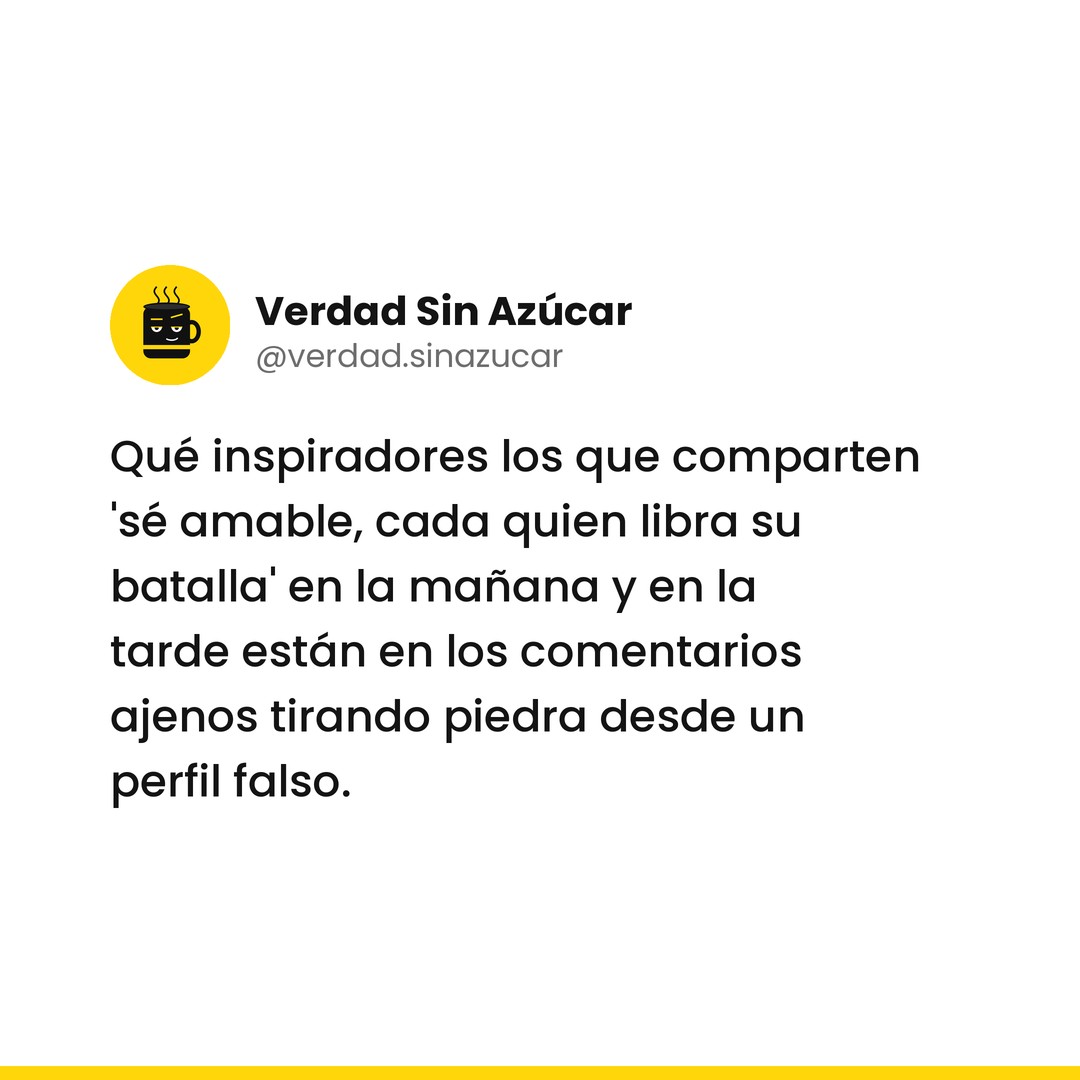 Verdad Sin Azúcar
@verdad.sinazucar
Qué inspiradores los que comparten
'sé amable, cada quien libra su
batalla' en la mañana y en la
tarde están en los comentarios
ajenos tirando piedra desde un
perfil falso.